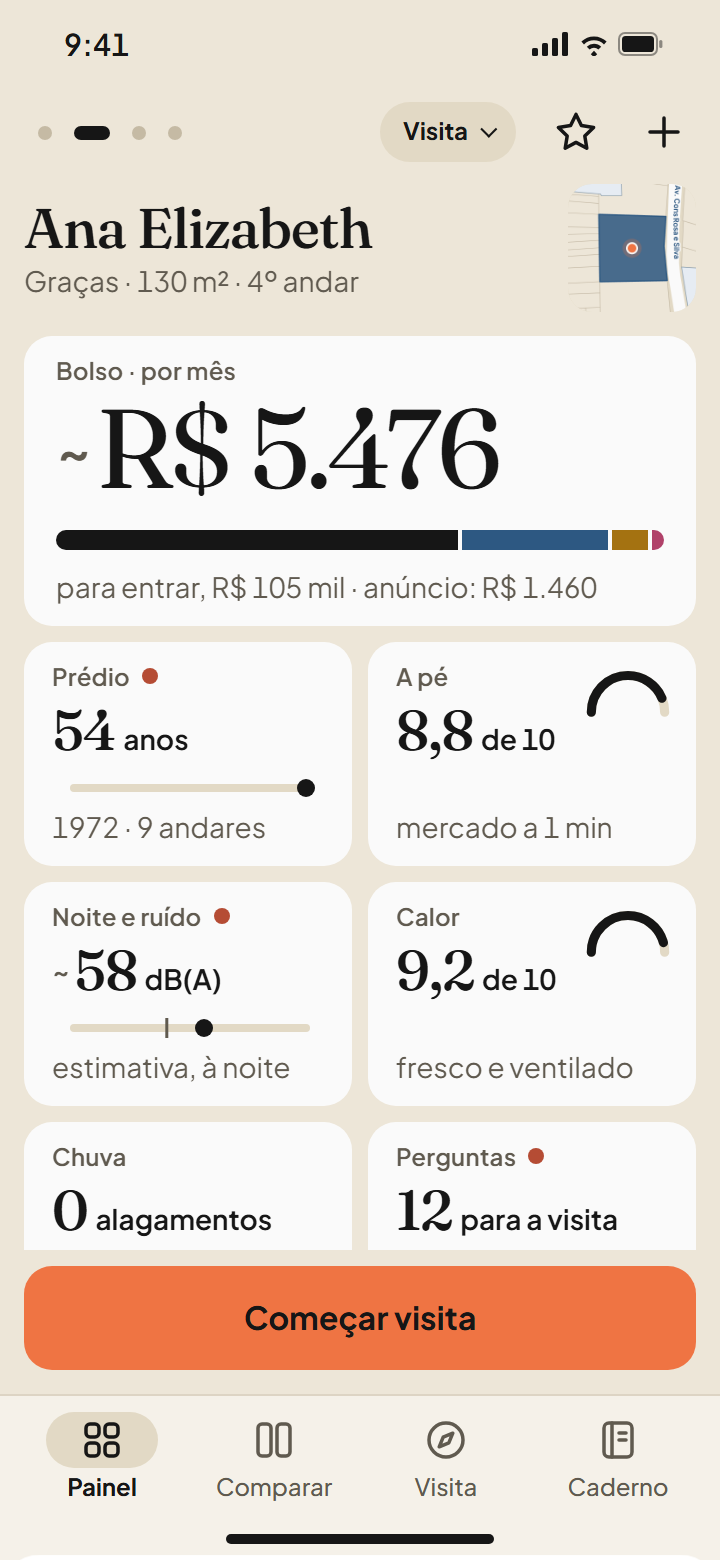 9:41
Visita
Ana Elizabeth
Graças · 130 m² · 4º andar
Av. Cons Rosa e Silva
Bolso · por mês
~R$ 5.476
para entrar, R$ 105 mil · anúncio: R$ 1.460
Prédio
54 anos
1972 · 9 andares
A pé
8,8 de 10
mercado a 1 min
Noite e ruído
~58 dB(A)
estimativa, à noite
Calor
9,2 de 10
fresco e ventilado
Chuva
0 alagamentos
Perguntas
12 para a visita
Começar visita
Painel
Comparar
Visita
Caderno